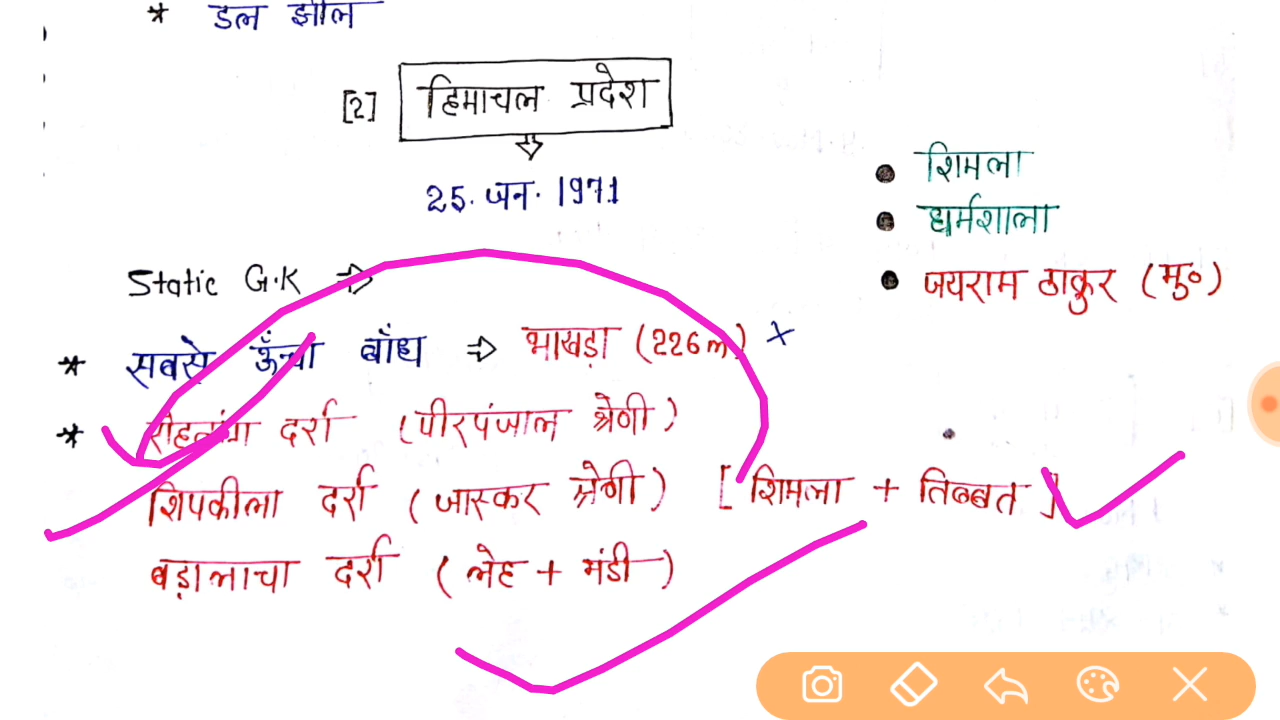 * डल झील
[2] हिमाचल प्रदेश
25. जन. 1971
• शिमला
• धर्मशाला
• जयराम ठाकुर (मु०)
Static G.K ⇒
* सबसे ऊँचा बाँध ⇒ भाखड़ा (226m) ×
* रोहतांग दर्रा (पीरपंजाल श्रेणी)
शिपकीला दर्रा (जास्कर श्रेणी) [शिमला + तिब्बत]
बड़ालाचा दर्रा (लेह + मंडी)